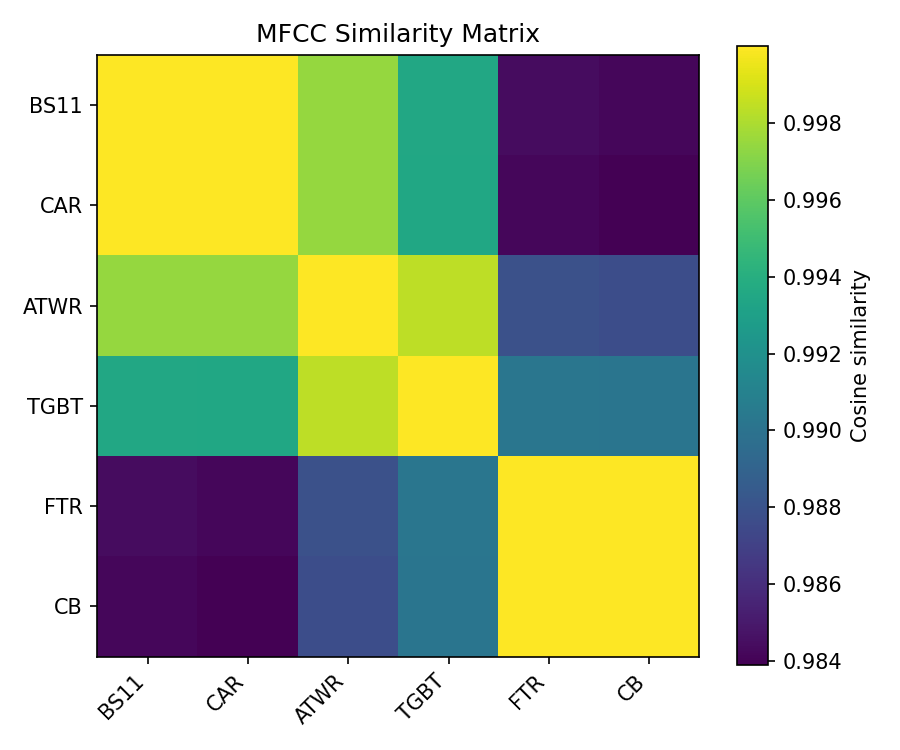 MFCC Similarity Matrix
BS11
CAR
ATWR
TGBT
FTR
CB
BS11
CAR
ATWR
TGBT
FTR
CB
0.998
0.996
0.994
0.992
0.990
0.988
0.986
0.984
Cosine similarity